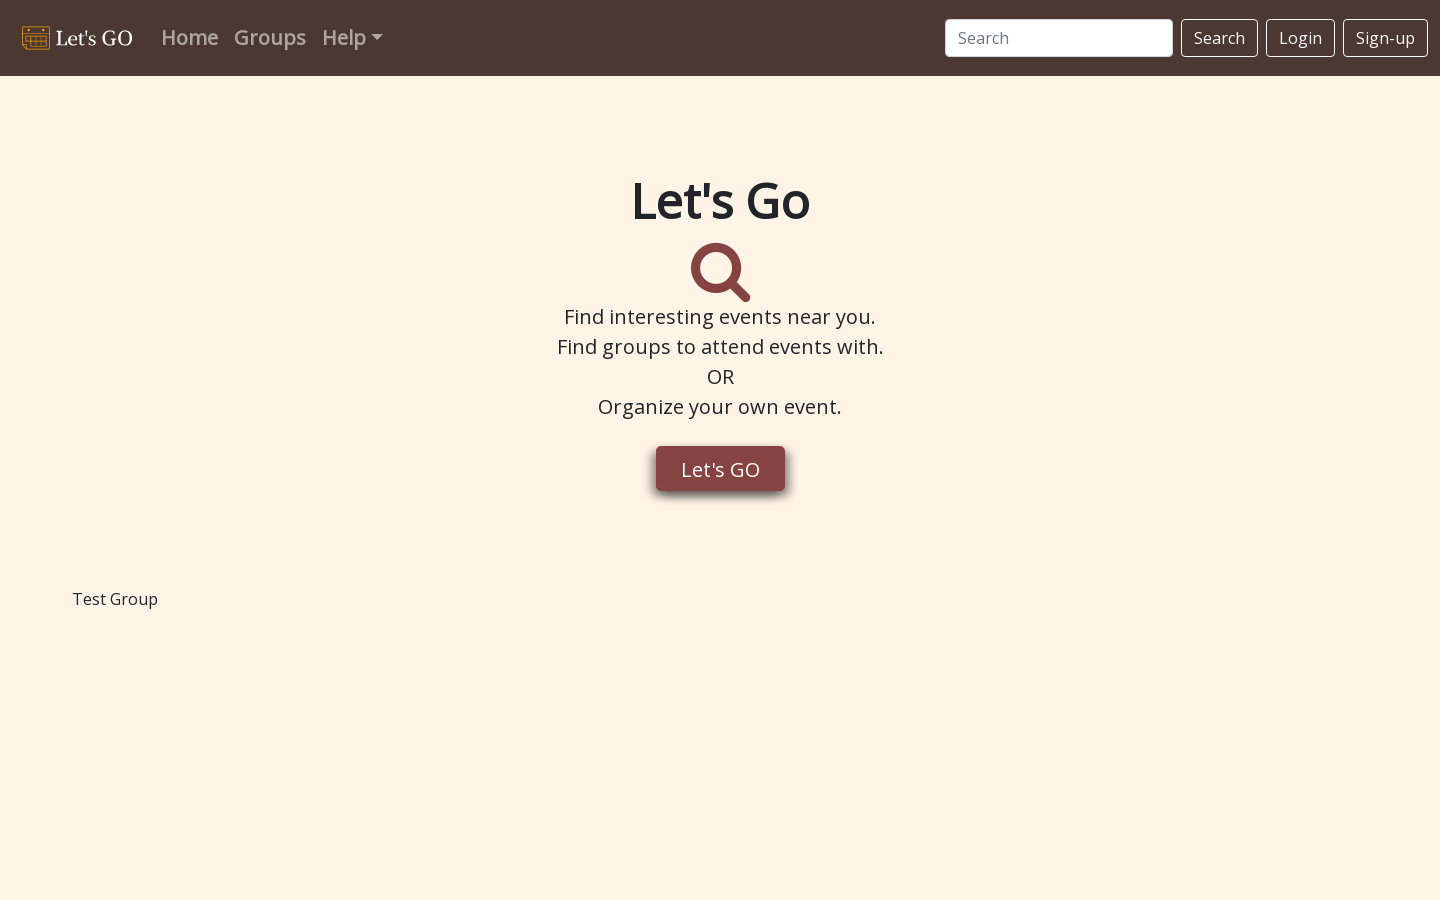 Let's GO Home Groups Help Search Search Login Sign-up
Let's Go
Find interesting events near you.
Find groups to attend events with.
OR
Organize your own event.
Let's GO
Test Group